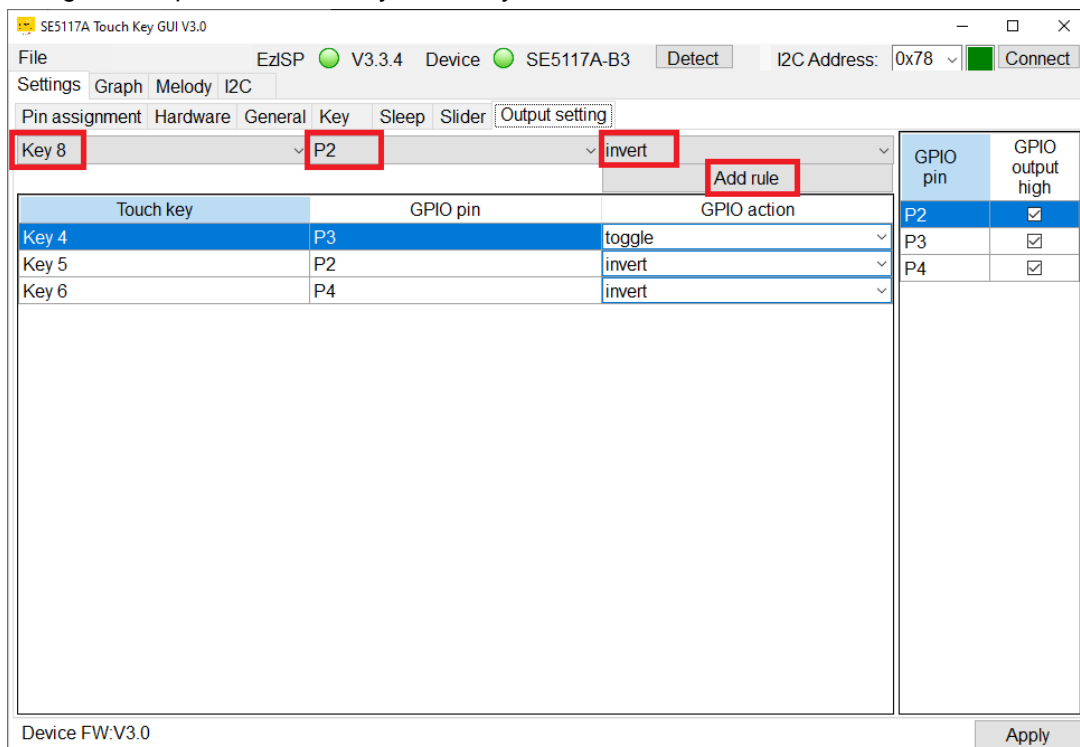 SE5117A Touch Key GUI V3.0
File EzISP V3.3.4 Device SE5117A-B3 Detect I2C Address: 0x78 Connect
Settings Graph Melody I2C
Pin assignment Hardware General Key Sleep Slider Output setting
Key 8 P2 invert
Add rule
Touch key GPIO pin GPIO action
Key 4 P3 toggle
Key 5 P2 invert
Key 6 P4 invert
GPIO pin GPIO output high
P2
P3
P4
Device FW:V3.0 Apply